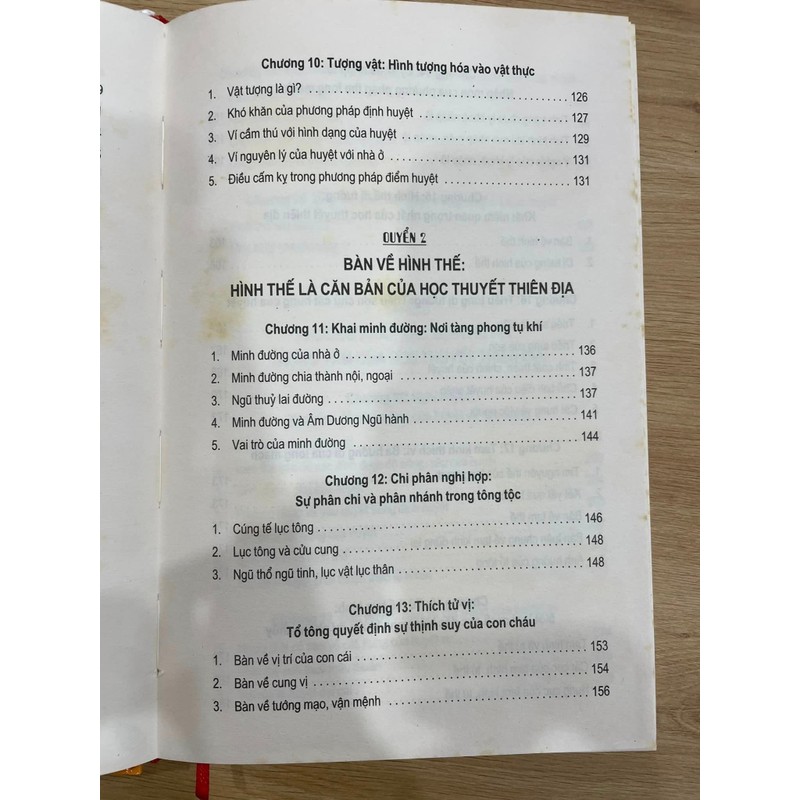 Chương 10: Tượng vật: Hình tượng hóa vào vật thực
1. Vật tượng là gì? 126
2. Khó khăn của phương pháp định huyệt 127
3. Ví cầm thú với hình dạng của huyệt 129
4. Ví nguyên lý của huyệt với nhà ở 131
5. Điều cấm kỵ trong phương pháp điểm huyệt 131
QUYỂN 2
BÀN VỀ HÌNH THẾ:
HÌNH THẾ LÀ CĂN BẢN CỦA HỌC THUYẾT THIÊN ĐỊA
Chương 11: Khai minh đường: Nơi tàng phong tụ khí
1. Minh đường của nhà ở 136
2. Minh đường chia thành nội, ngoại 137
3. Ngũ thuỷ lai đường 137
4. Minh đường và Âm Dương Ngũ hành 141
5. Vai trò của minh đường 144
Chương 12: Chi phân nghị hợp:
Sự phân chi và phân nhánh trong tông tộc
1. Cúng tế lục tông 146
2. Lục tông và cửu cung 148
3. Ngũ thổ ngũ tinh, lục vật lục thân 148
Chương 13: Thích tử vị:
Tổ tông quyết định sự thịnh suy của con cháu
1. Bàn về vị trí của con cái 153
2. Bàn về cung vị 154
3. Bàn về tướng mạo, vận mệnh 156